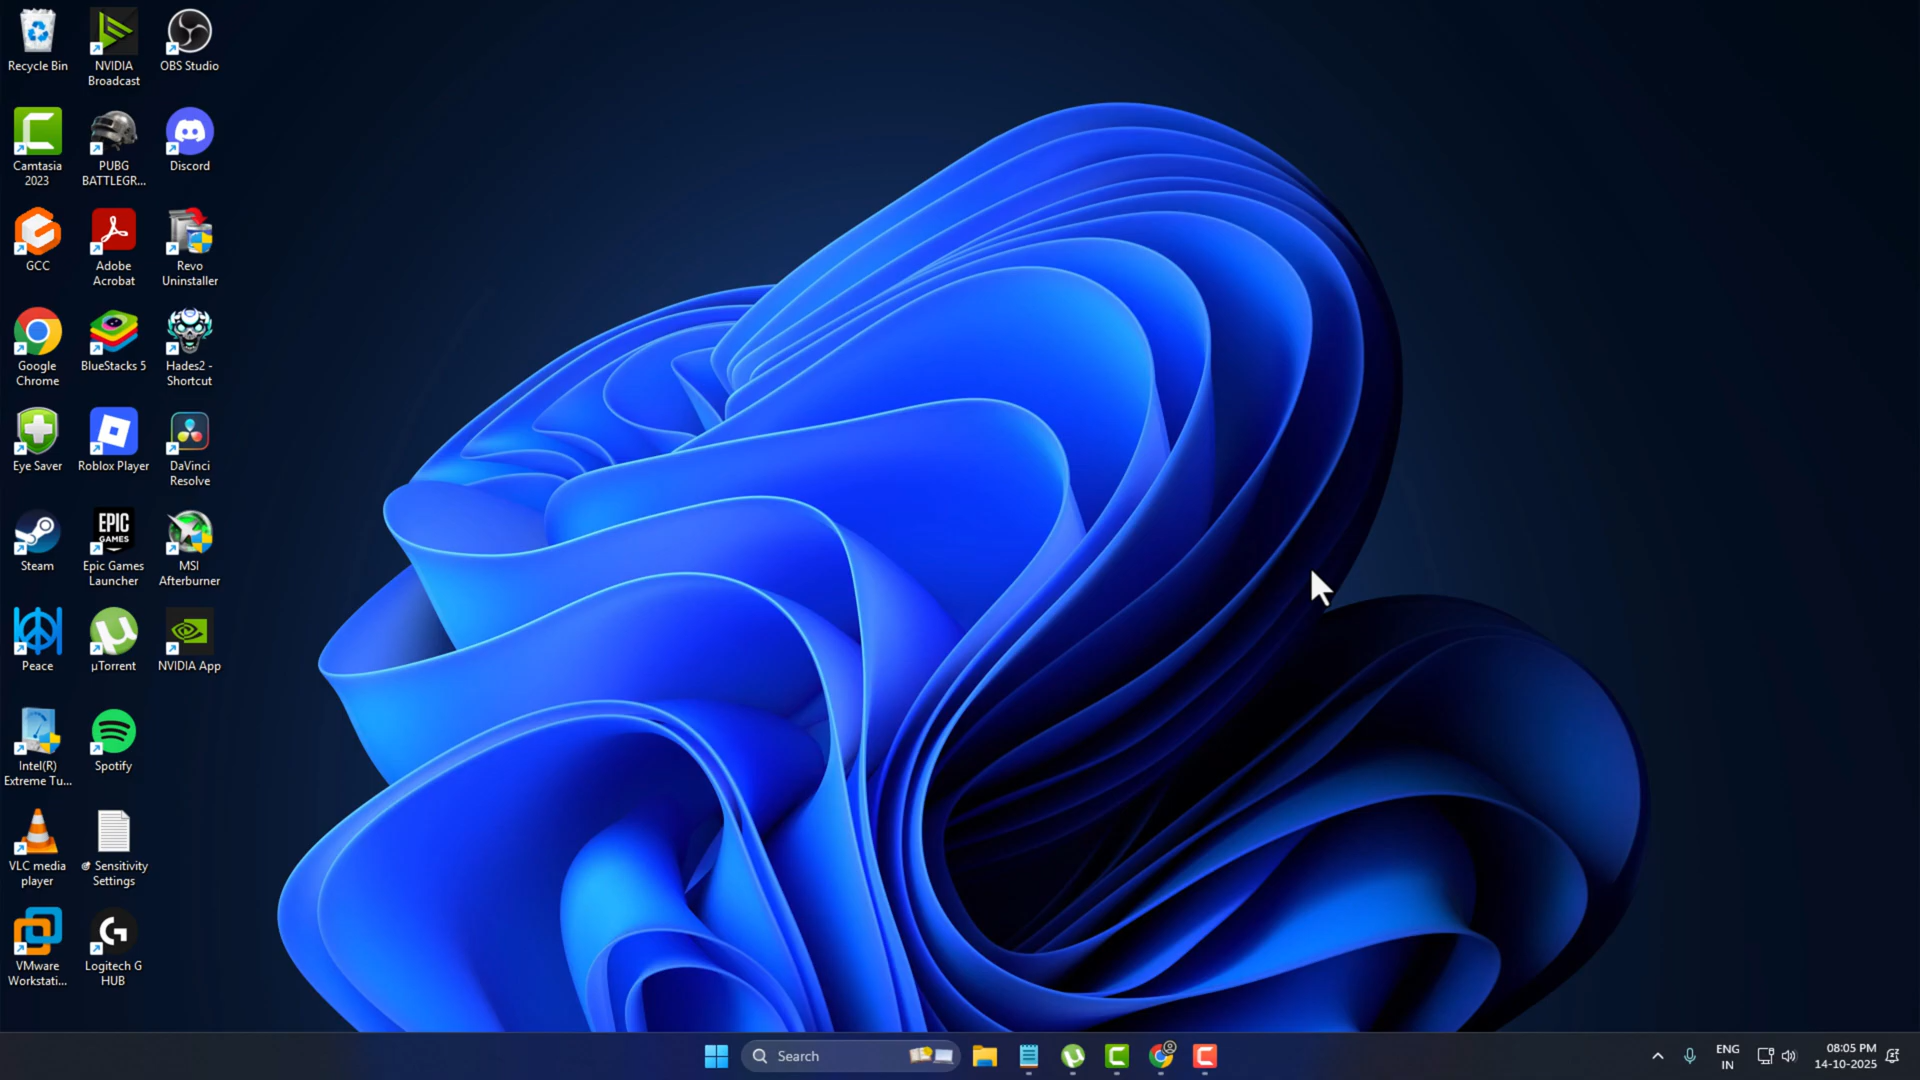 Recycle Bin
NVIDIA
Broadcast
OBS Studio
Camtasia
2023
PUBG
BATTLEGR...
Discord
GCC
Adobe
Acrobat
Revo
Uninstaller
Google
Chrome
BlueStacks 5
Hades2 -
Shortcut
Eye Saver
Roblox Player
DaVinci
Resolve
Steam
EPIC
GAMES
Epic Games
Launcher
MSI
Afterburner
Peace
µTorrent
NVIDIA App
Intel(R)
Extreme Tu...
Spotify
VLC media
player
Sensitivity
Settings
VMware
Workstati...
Logitech G
HUB
Search
ENG
IN
08:05 PM
14-10-2025